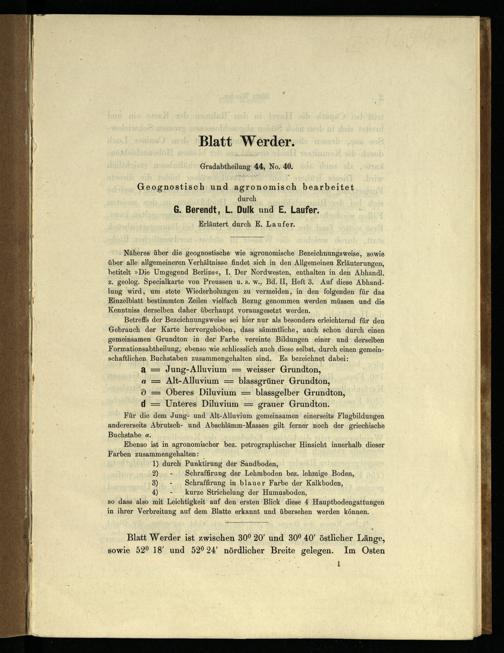 Blatt Werder.
Gradabtheilung 44, No. 40.
Geognostisch und agronomisch bearbeitet
durch
G. Berendt, L. Dulk und E. Laufer.
Erläutert durch E. Laufer.
Näheres über die geognostische wie agronomische Bezeichnungsweise, sowie
über alle allgemeineren Verhältnisse findet sich in den Allgemeinen Erläuterungen,
betitelt »Die Umgegend Berlins«, I. Der Nordwesten, enthalten in den Abhandl.
z. geolog. Specialkarte von Preussen u. s. w., Bd. II, Heft 3. Auf diese Abhand-
lung wird, um stete Wiederholungen zu vermeiden, in den folgenden für das
Einzelblatt bestimmten Zeilen vielfach Bezug genommen werden müssen und die
Kenntniss derselben daher überhaupt vorausgesetzt werden.
Betreffs der Bezeichnungsweise sei hier nur als besonders erleichternd für den
Gebrauch der Karte hervorgehoben, dass sämmtliche, auch schon durch einen
gemeinsamen Grundton in der Farbe vereinte Bildungen einer und derselben
Formationsabtheilung, ebenso wie schliesslich auch diese selbst, durch einen gemein-
schaftlichen Buchstaben zusammengehalten sind. Es bezeichnet dabei:
a = Jung-Alluvium = weisser Grundton,
a = Alt-Alluvium = blassgrüner Grundton,
∂ = Oberes Diluvium = blassgelber Grundton,
d = Unteres Diluvium = grauer Grundton.
Für die dem Jung- und Alt-Alluvium gemeinsamen einerseits Flugbildungen
andererseits Abrutsch- und Abschlämm-Massen gilt ferner noch der griechische
Buchstabe α.
Ebenso ist in agronomischer bez. petrographischer Hinsicht innerhalb dieser
Farben zusammengehalten:
1) durch Punktirung der Sandboden,
2) - Schraffirung der Lehmboden bez. lehmige Boden,
3) - Schraffirung in blauer Farbe der Kalkboden,
4) - kurze Strichelung der Humusboden,
so dass also mit Leichtigkeit auf den ersten Blick diese 4 Hauptbodengattungen
in ihrer Verbreitung auf dem Blatte erkannt und übersehen werden können.
Blatt Werder ist zwischen 30⁰ 20' und 30⁰ 40' östlicher Länge,
sowie 52⁰ 18' und 52⁰ 24' nördlicher Breite gelegen. Im Osten
1